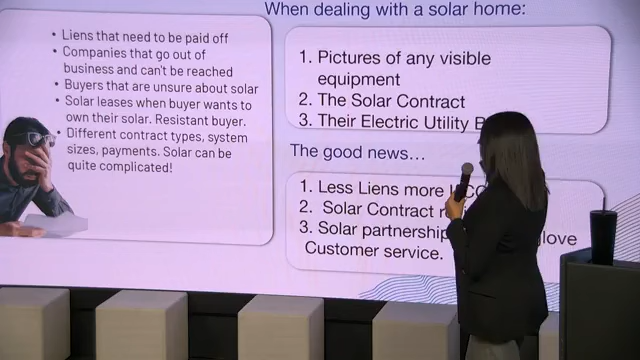 • Liens that need to be paid off
• Companies that go out of
business and can't be reached
• Buyers that are unsure about solar
• Solar leases when buyer wants to
own their solar. Resistant buyer.
• Different contract types, system
sizes, payments. Solar can be
quite complicated!
When dealing with a solar home:
1. Pictures of any visible
equipment
2. The Solar Contract
3. Their Electric Utility B
The good news...
1. Less Liens more
2. Solar Contract
3. Solar partnership glove
Customer service.